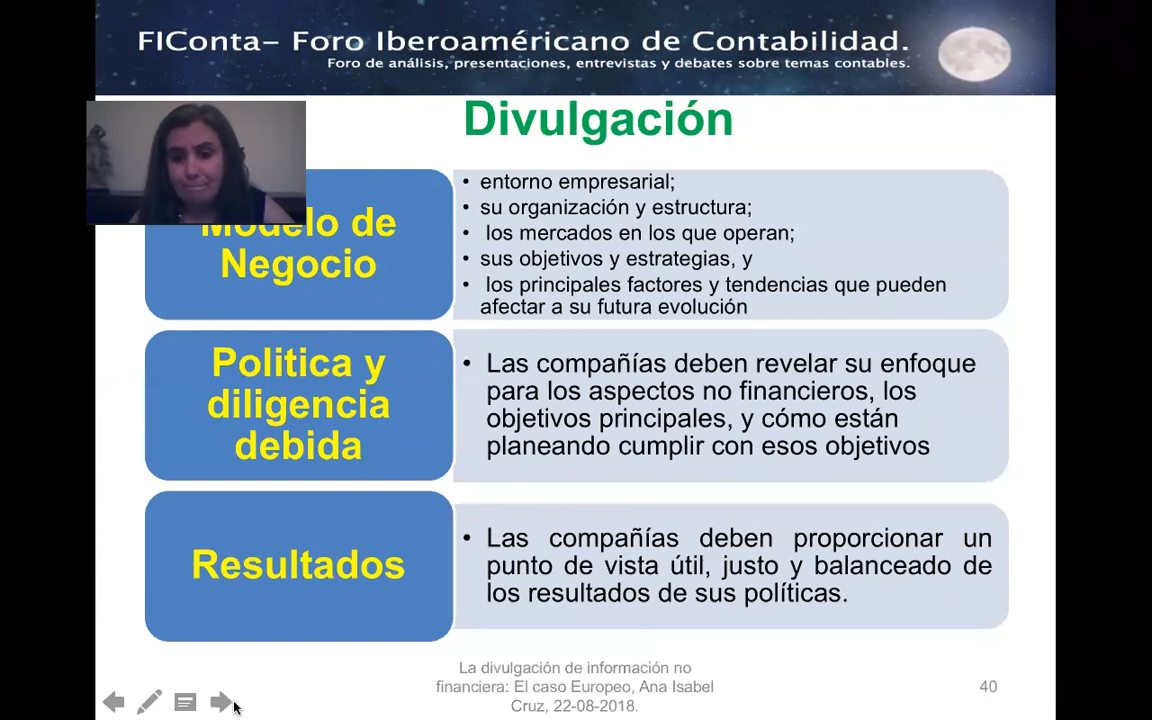 FIConta– Foro Iberoaméricano de Contabilidad.
Foro de análisis, presentaciones, entrevistas y debates sobre temas contables.
Divulgación
Modelo de
Negocio
• entorno empresarial;
• su organización y estructura;
• los mercados en los que operan;
• sus objetivos y estrategias, y
• los principales factores y tendencias que pueden
afectar a su futura evolución
Politica y
diligencia
debida
• Las compañías deben revelar su enfoque
para los aspectos no financieros, los
objetivos principales, y cómo están
planeando cumplir con esos objetivos
Resultados
• Las compañías deben proporcionar un
punto de vista útil, justo y balanceado de
los resultados de sus políticas.
La divulgación de información no
financiera: El caso Europeo, Ana Isabel
Cruz, 22-08-2018.
40